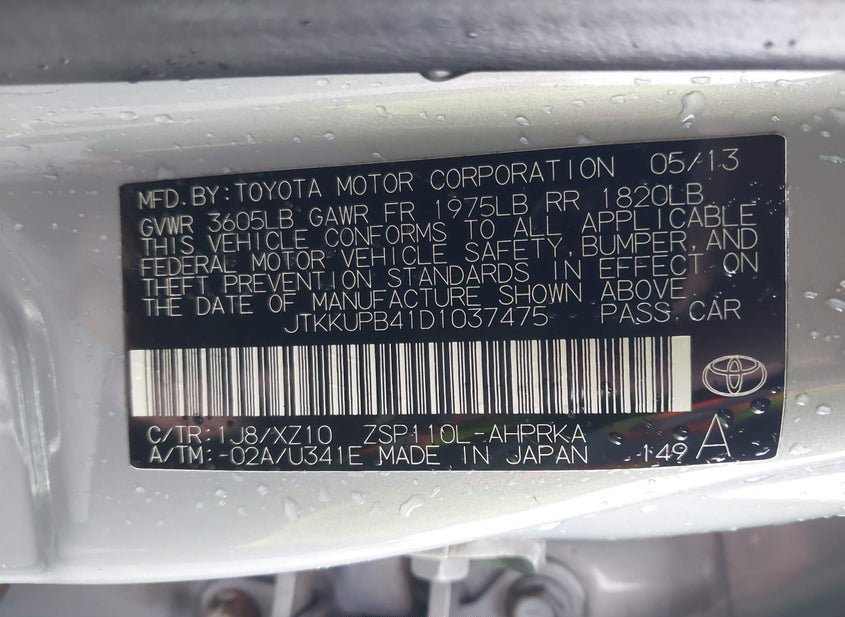 MFD.BY:TOYOTA MOTOR CORPORATION 05/13
GVWR 3605LB GAWR FR 1975LB RR 1820LB
THIS VEHICLE CONFORMS TO ALL APPLICABLE
FEDERAL MOTOR VEHICLE SAFETY,BUMPER,AND
THEFT PREVENTION STANDARDS IN EFFECT ON
THE DATE OF MANUFACTURE SHOWN ABOVE
JTKKUPB41D1037475 PASS.CAR
C/TR:1J8/XZ10 ZSP110L-AHPRKA
A/TM:-02A/U341E MADE IN JAPAN 149 A